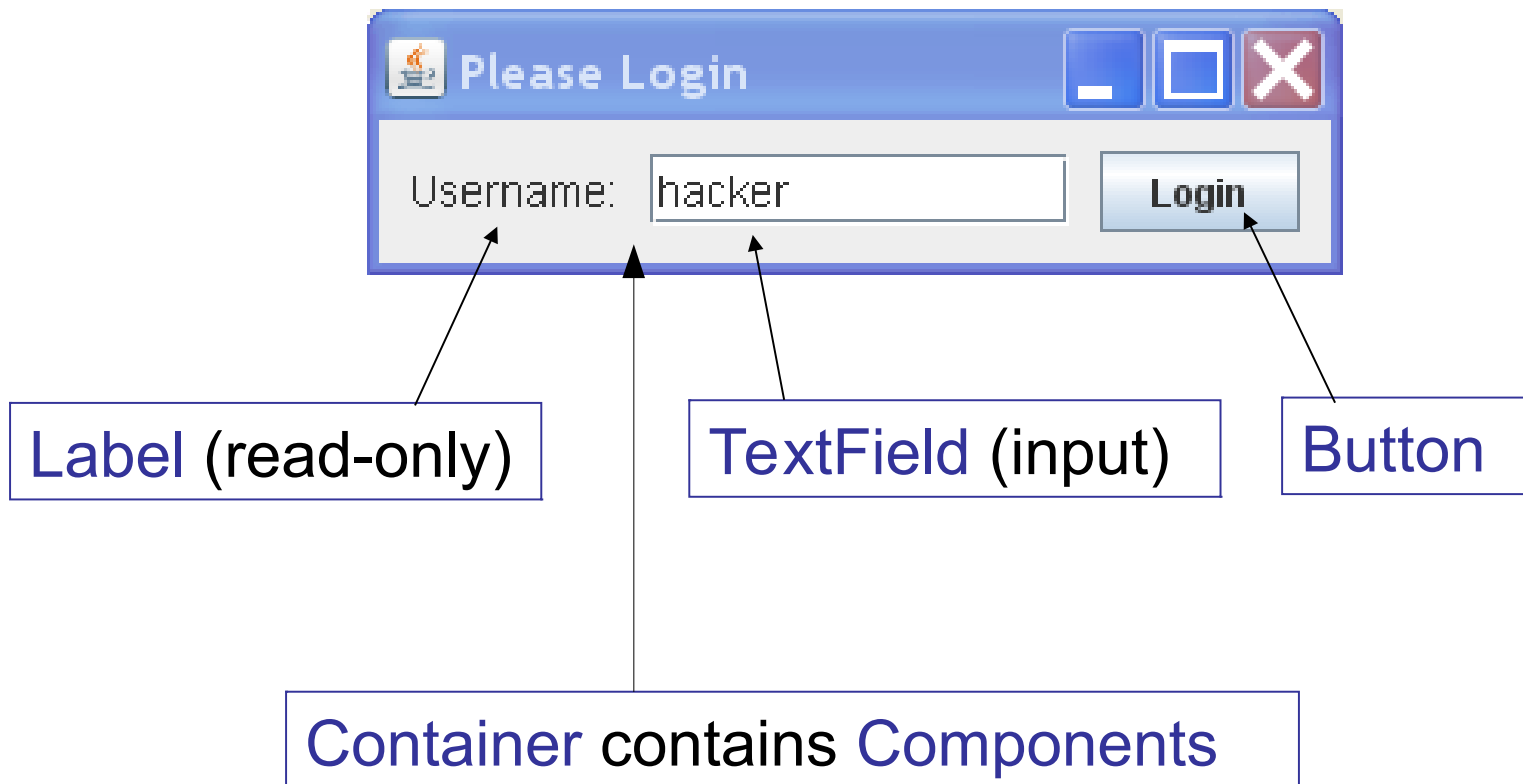 Please Login
Username: hacker Login
Label (read-only) TextField (input) Button
Container contains Components